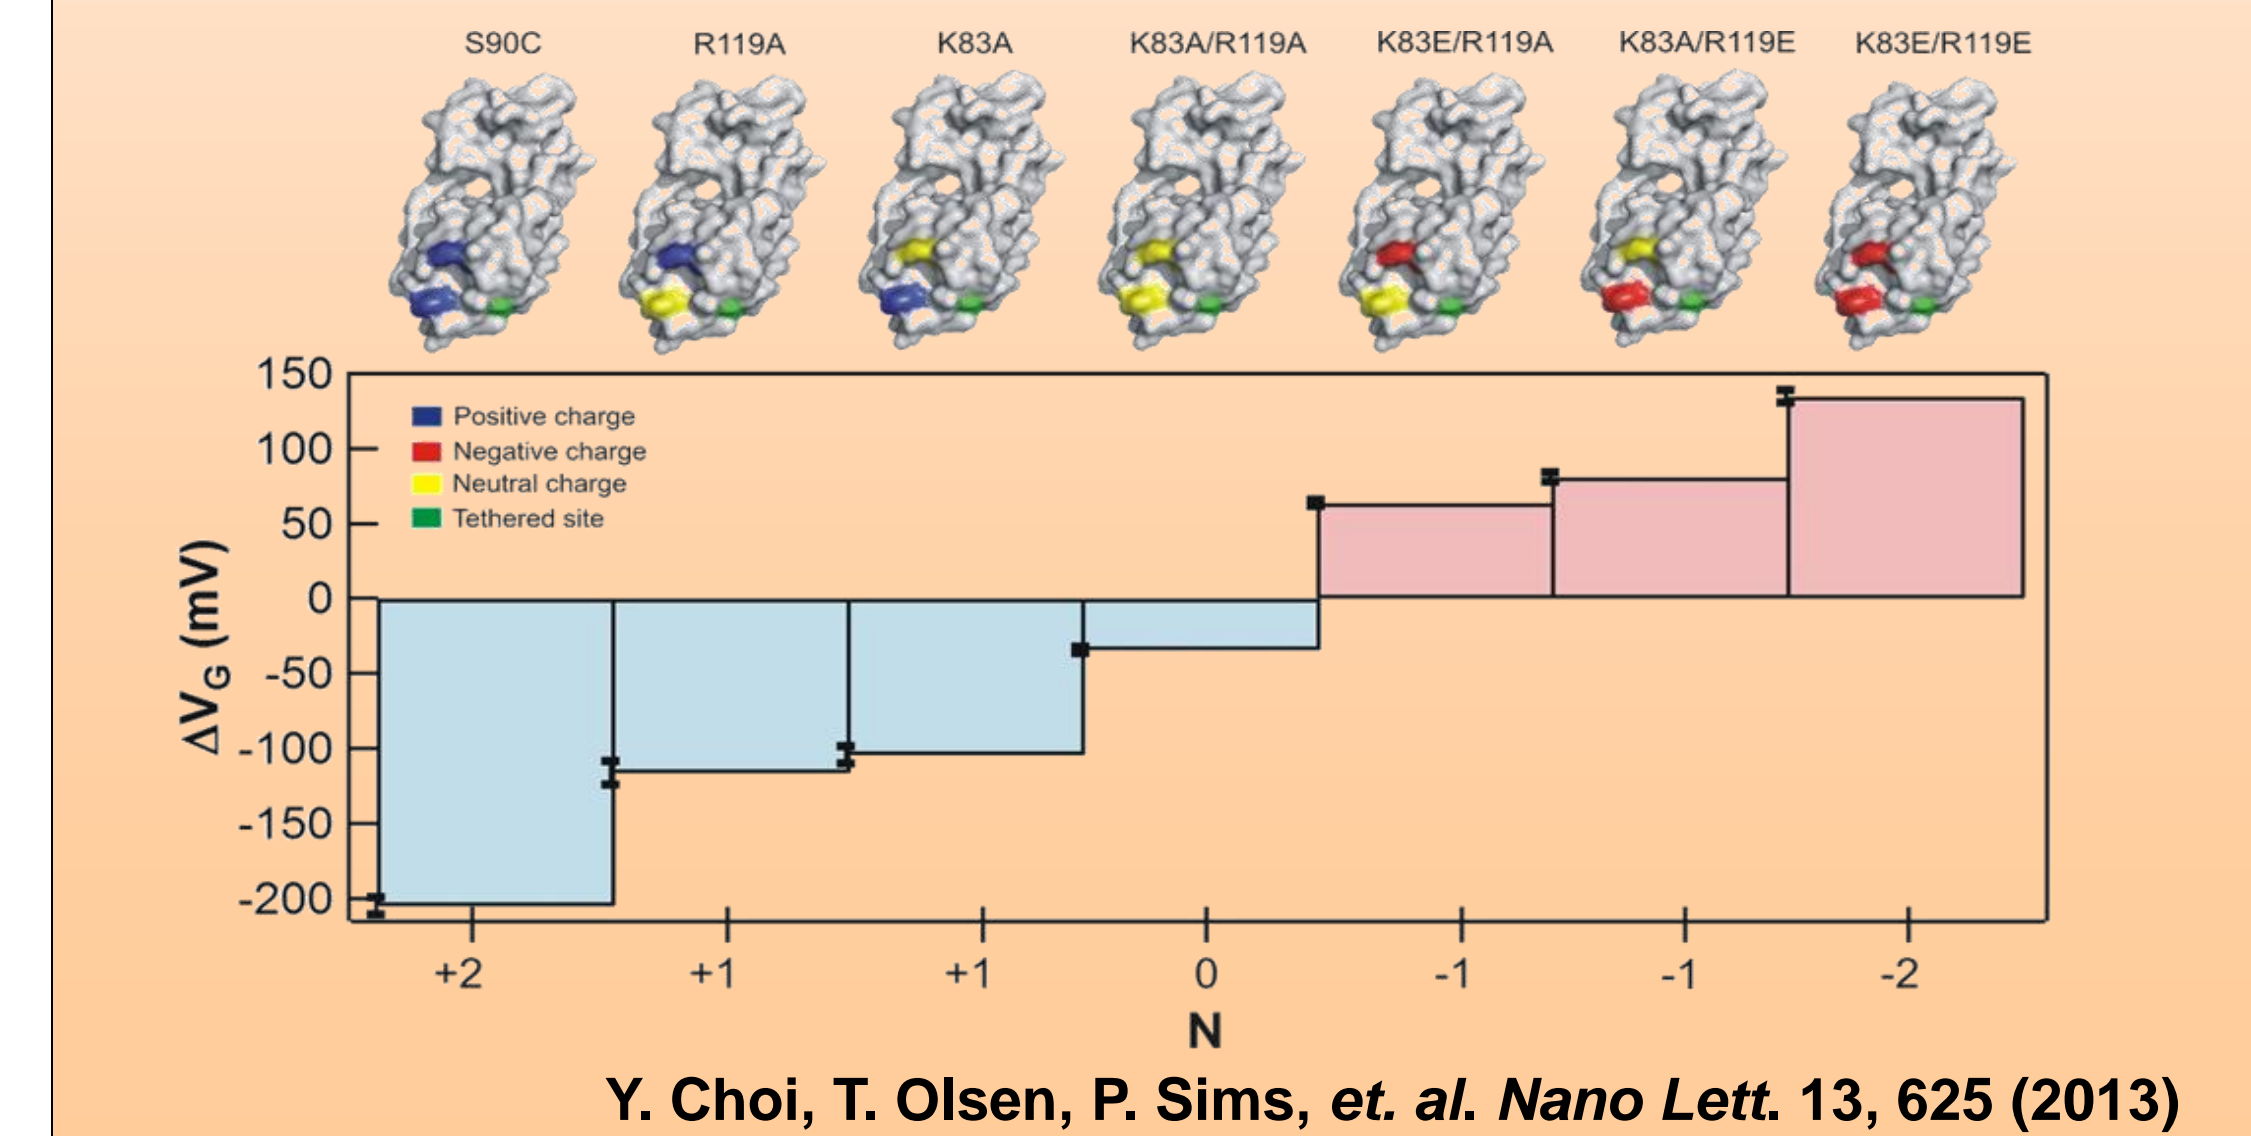 S90C R119A K83A K83A/R119A K83E/R119A K83A/R119E K83E/R119E
150
100
50
0
-50
-100
-150
-200
ΔVG (mV)
Positive charge
Negative charge
Neutral charge
Tethered site
+2 +1 +1 0 -1 -1 -2
N
Y. Choi, T. Olsen, P. Sims, et. al. Nano Lett. 13, 625 (2013)